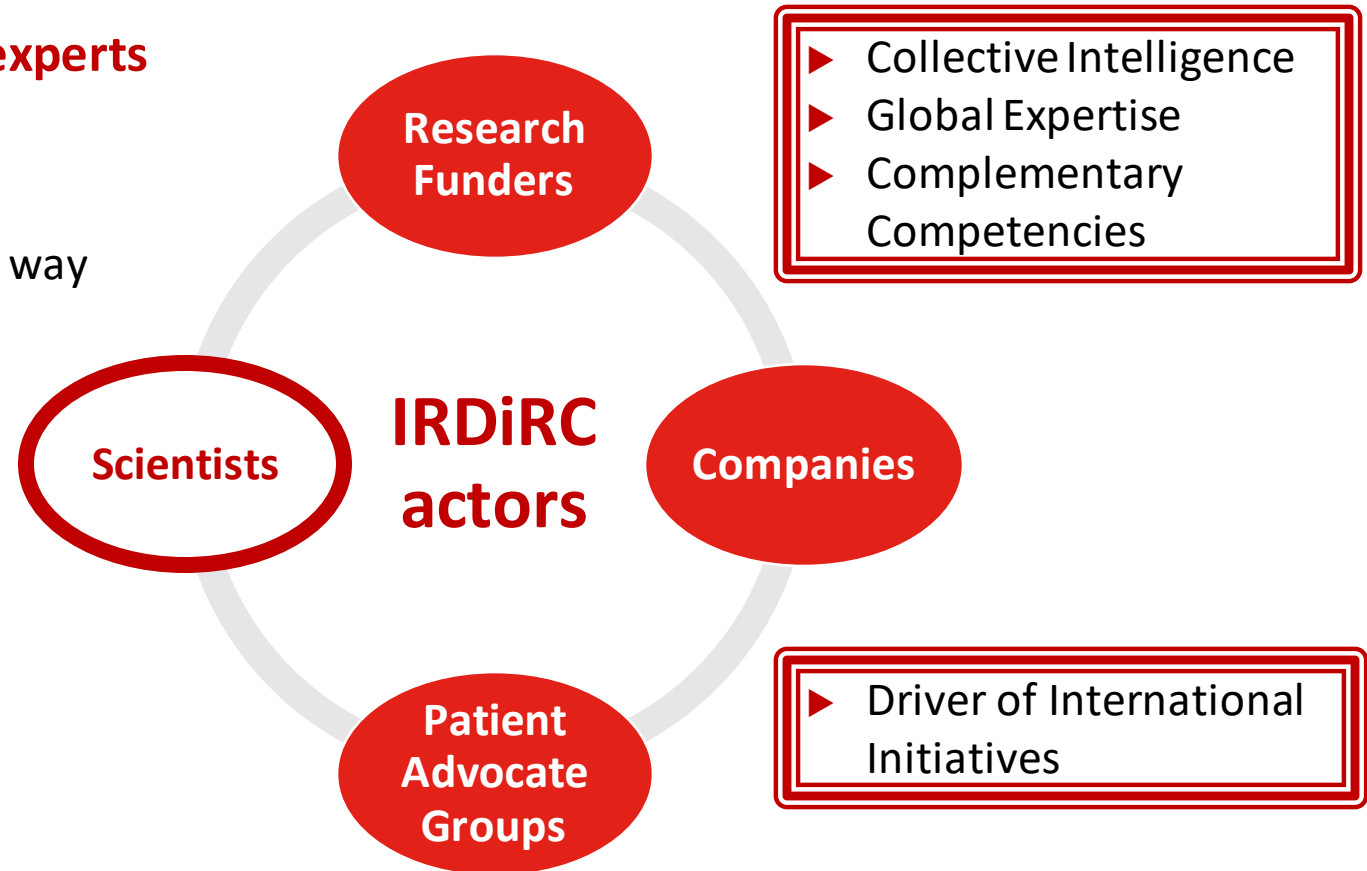 experts
way
Research
Funders
Scientists
IRDiRC
actors
Companies
Patient
Advocate
Groups
▶ Collective Intelligence
▶ Global Expertise
▶ Complementary
Competencies
▶ Driver of International
Initiatives